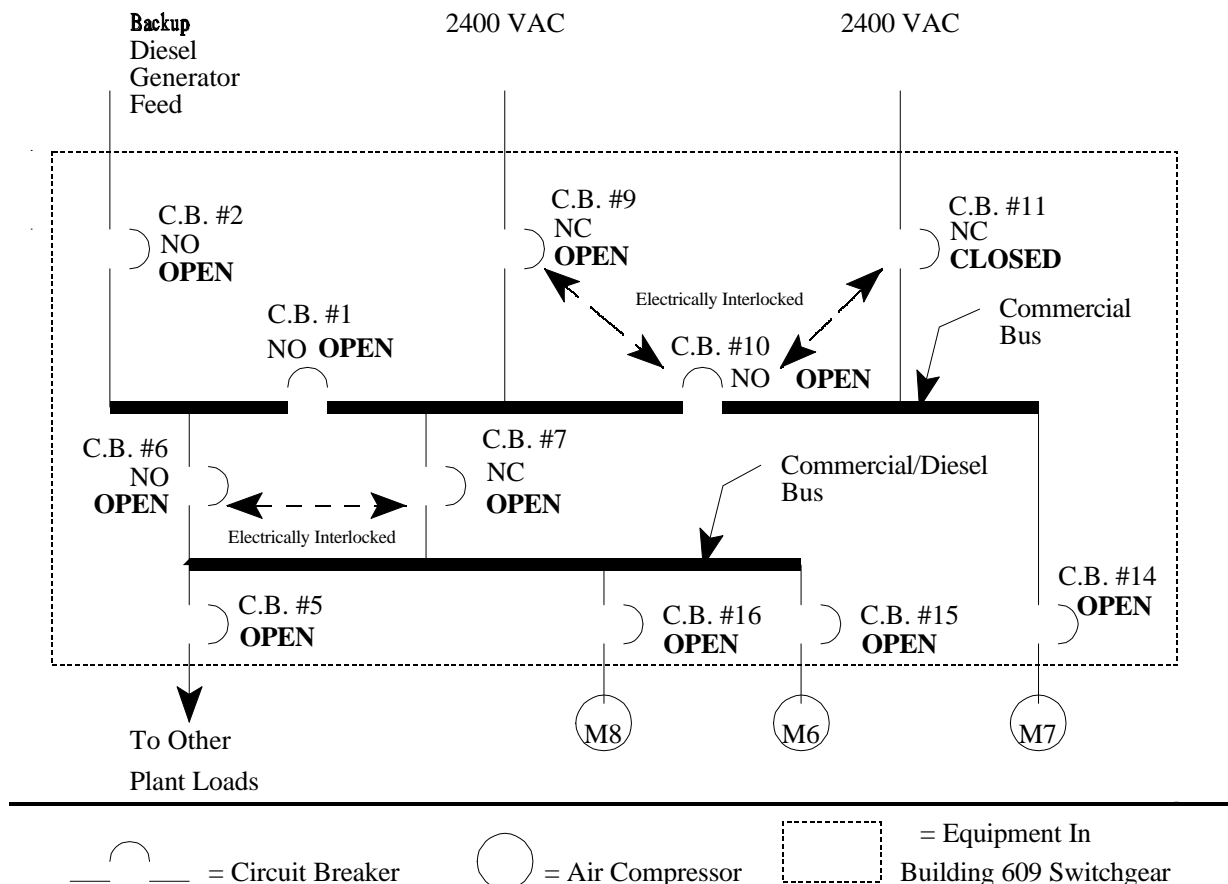 Backup
Diesel
Generator
Feed
2400 VAC
2400 VAC
C.B. #2
NO
OPEN
C.B. #9
NC
OPEN
C.B. #11
NC
CLOSED
Electrically Interlocked
C.B. #1
NO OPEN
C.B. #10
NO OPEN
Commercial
Bus
C.B. #6
NO
OPEN
C.B. #7
NC
OPEN
Electrically Interlocked
Commercial/Diesel
Bus
C.B. #5
OPEN
C.B. #16
OPEN
C.B. #15
OPEN
C.B. #14
OPEN
M8
M6
M7
To Other
Plant Loads
= Circuit Breaker
= Air Compressor
= Equipment In
Building 609 Switchgear